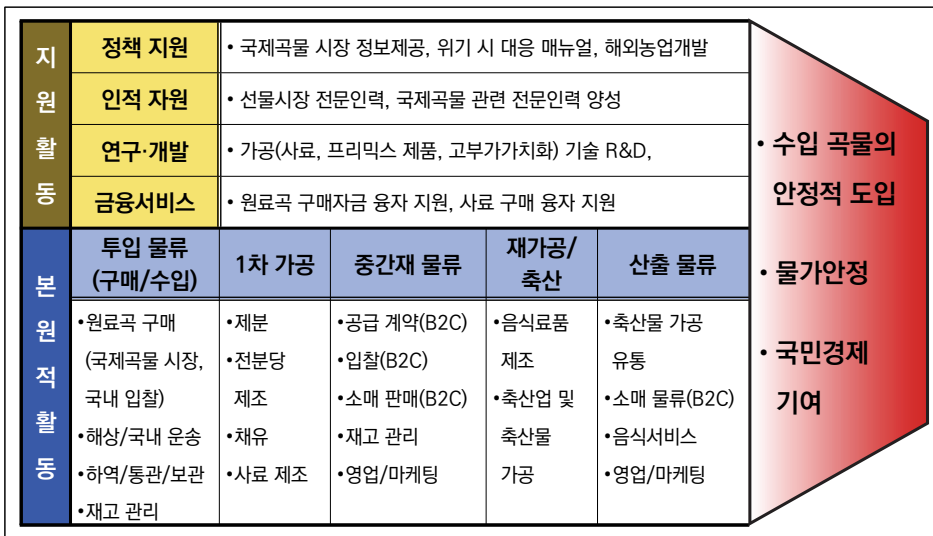 지원활동
정책 지원
• 국제곡물 시장 정보제공, 위기 시 대응 매뉴얼, 해외농업개발
인적 자원
• 선물시장 전문인력, 국제곡물 관련 전문인력 양성
연구·개발
• 가공(사료, 프리믹스 제품, 고부가가치화) 기술 R&D,
금융서비스
• 원료곡 구매자금 융자 지원, 사료 구매 융자 지원
본원적활동
투입 물류
(구매/수입)
•원료곡 구매
(국제곡물 시장,
국내 입찰)
•해상/국내 운송
•하역/통관/보관
•재고 관리
1차 가공
•제분
•전분당
제조
•채유
•사료 제조
중간재 물류
•공급 계약(B2C)
•입찰(B2C)
•소매 판매(B2C)
•재고 관리
•영업/마케팅
재가공/
축산
•음식료품
제조
•축산업 및
축산물
가공
산출 물류
•축산물 가공
유통
•소매 물류(B2C)
•음식서비스
•영업/마케팅
• 수입 곡물의
안정적 도입
• 물가안정
• 국민경제
기여